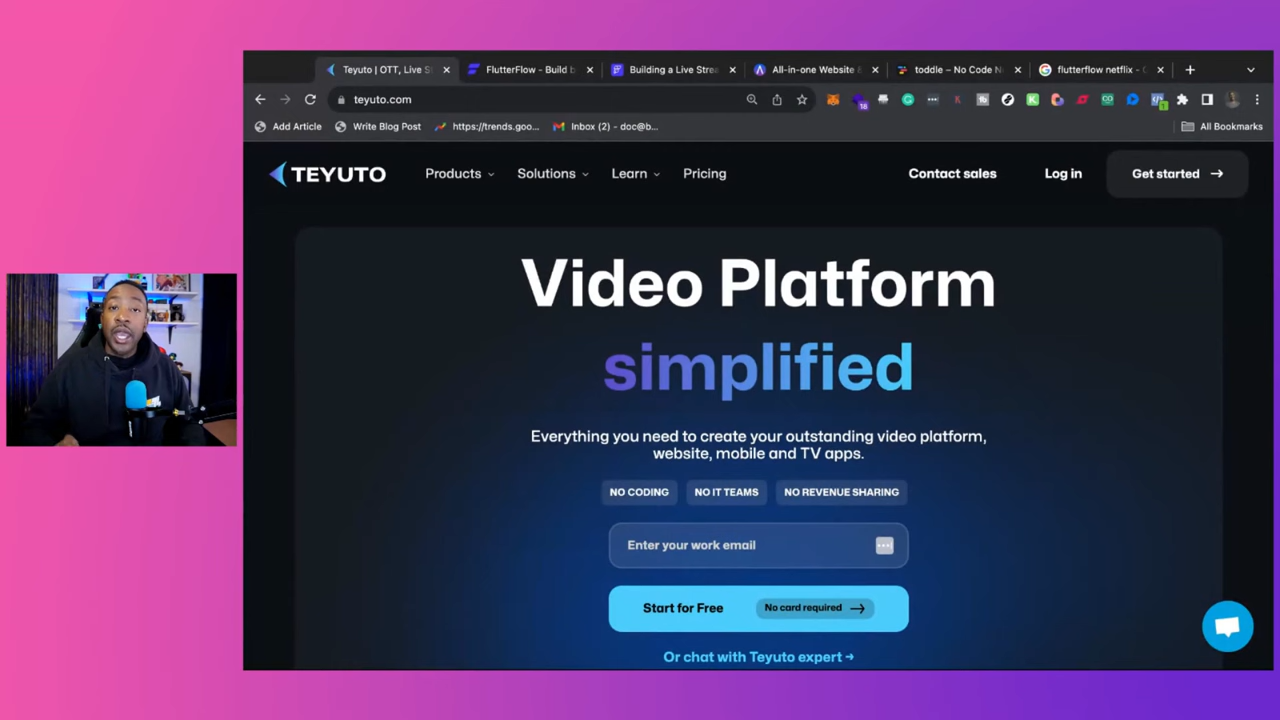 Teyuto | OTT, Live St
FlutterFlow - Build b
Building a Live Strea
All-in-one Website &
toddle – No Code N
flutterflow netflix - G
teyuto.com
18
1
Add Article
Write Blog Post
https://trends.goo...
Inbox (2) - doc@b...
All Bookmarks
TEYUTO
Products
Solutions
Learn
Pricing
Contact sales
Log in
Get started →
Video Platform
simplified
Everything you need to create your outstanding video platform,
website, mobile and TV apps.
NO CODING
NO IT TEAMS
NO REVENUE SHARING
Enter your work email
Start for Free
No card required →
Or chat with Teyuto expert →